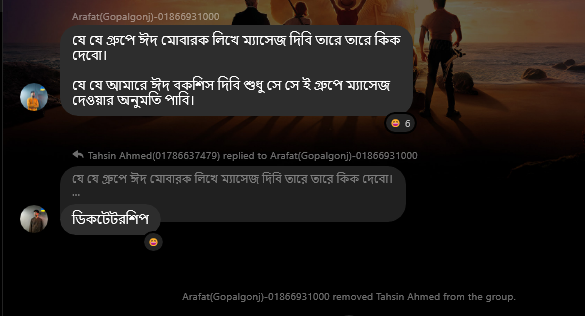 Arafat(Gopalgonj)-01866931000
যে যে গ্রুপে ঈদ মোবারক লিখে ম্যাসেজ দিবি তারে তারে কিক
দেবো।
যে যে আমারে ঈদ বকশিস দিবি শুধু সে সে ই গ্রুপে ম্যাসেজ
দেওয়ার অনুমতি পাবি।
6
Tahsin Ahmed(01786637479) replied to Arafat(Gopalgonj)-01866931000
যে যে গ্রুপে ঈদ মোবারক লিখে ম্যাসেজ দিবি তারে তারে কিক দেবো।
...
ডিকটেটরশিপ
Arafat(Gopalgonj)-01866931000 removed Tahsin Ahmed from the group.